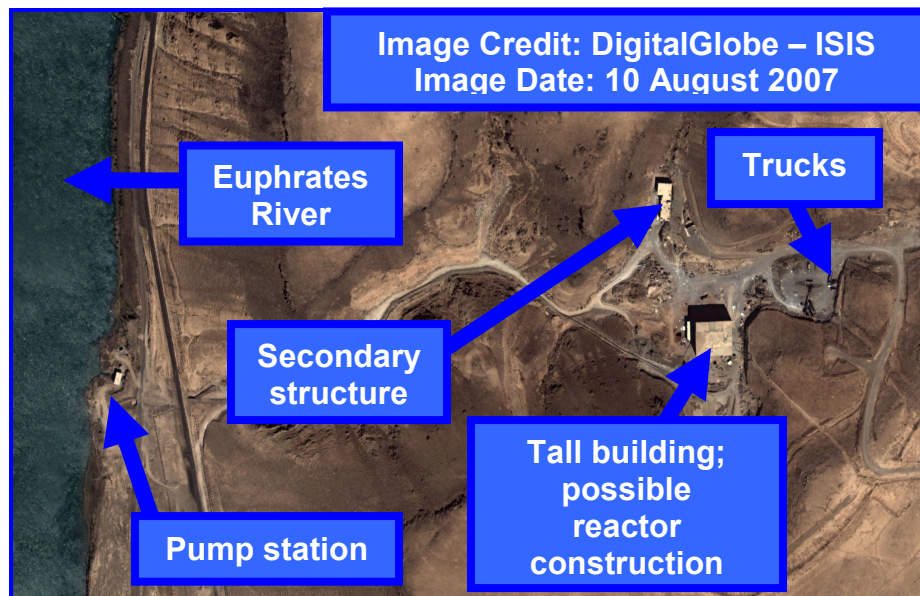 Image Credit: DigitalGlobe – ISIS
Image Date: 10 August 2007
Euphrates
River
Trucks
Secondary
structure
Tall building;
possible
reactor
construction
Pump station